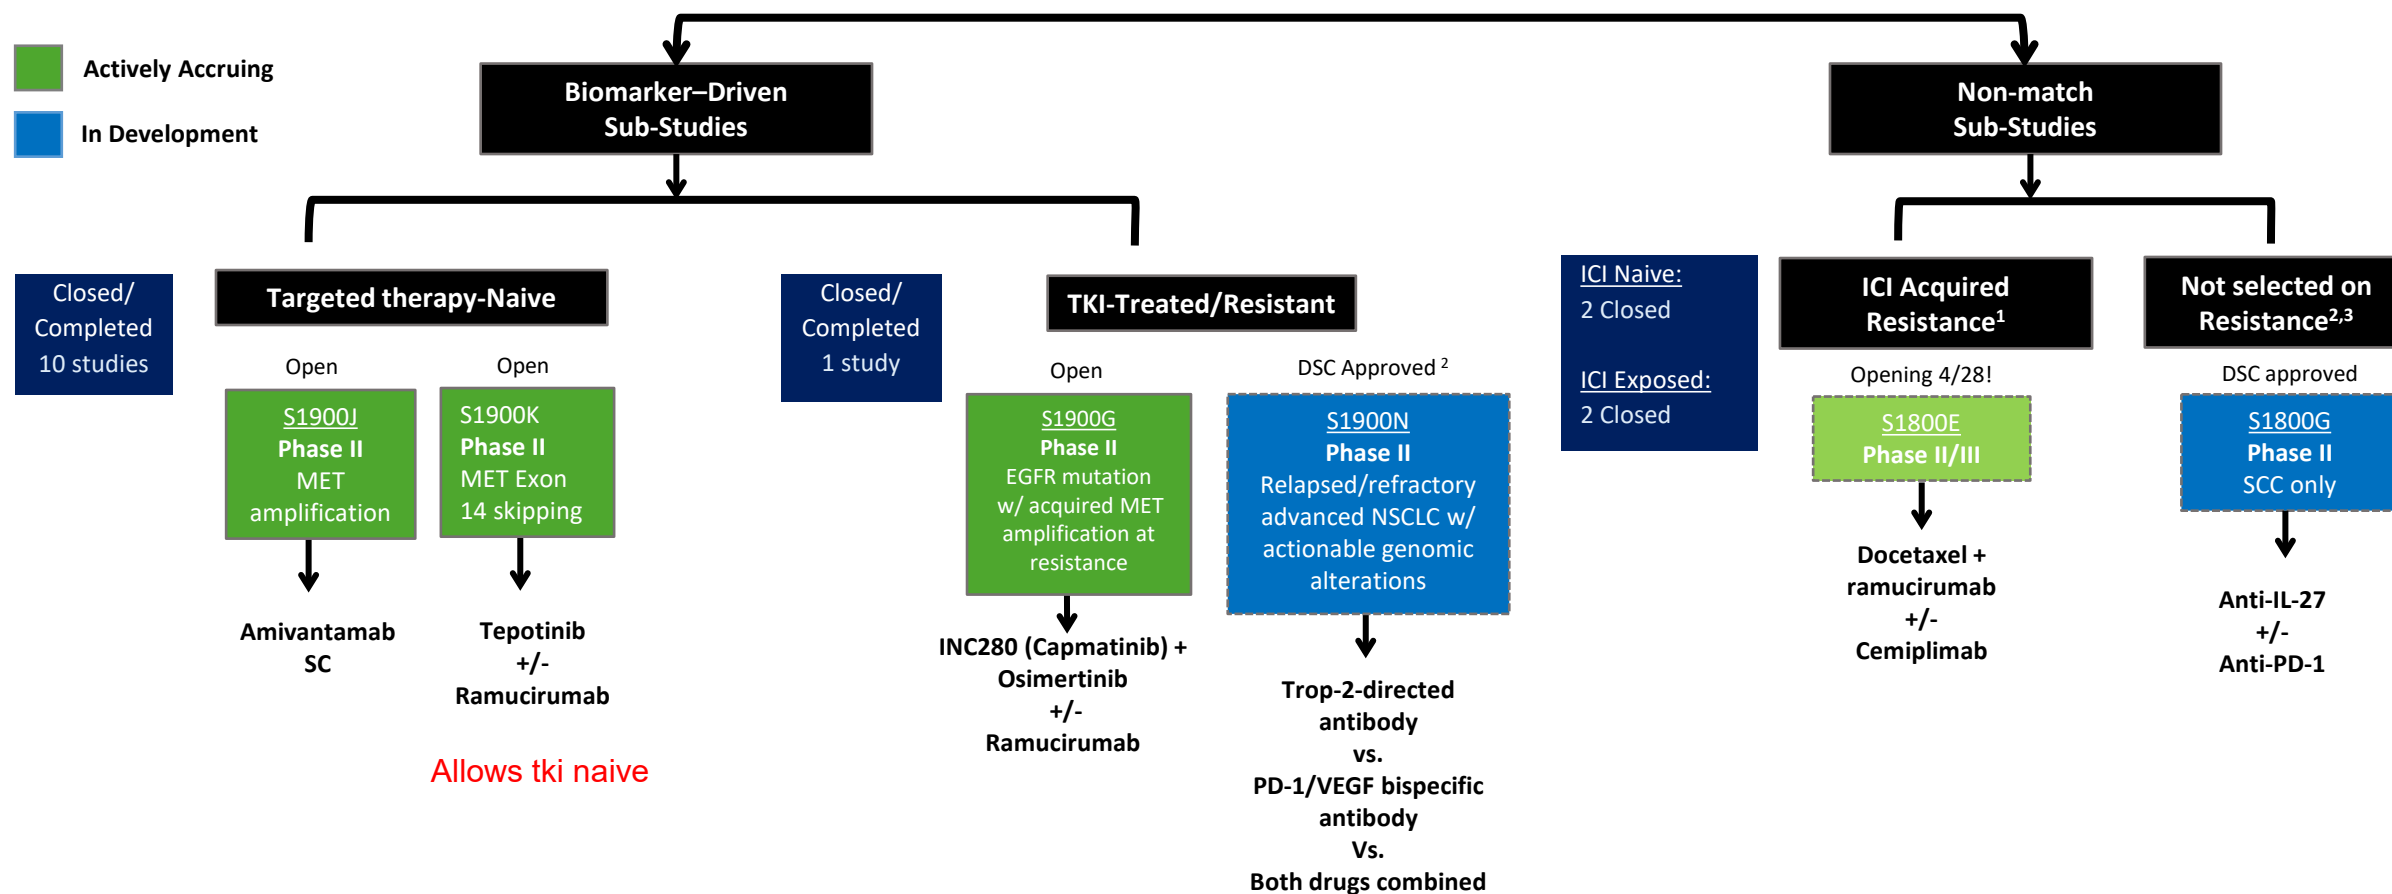 Actively Accruing
In Development
Biomarker–Driven
Sub-Studies
Non-match
Sub-Studies
Closed/
Completed
10 studies
Targeted therapy-Naive
Open
S1900J
Phase II
MET
amplification
Amivantamab
SC
Open
S1900K
Phase II
MET Exon
14 skipping
Tepotinib
+/-
Ramucirumab
Allows tki naive
Closed/
Completed
1 study
TKI-Treated/Resistant
Open
S1900G
Phase II
EGFR mutation
w/ acquired MET
amplification at
resistance
INC280 (Capmatinib) +
Osimertinib
+/-
Ramucirumab
DSC Approved 2
S1900N
Phase II
Relapsed/refractory
advanced NSCLC w/
actionable genomic
alterations
Trop-2-directed
antibody
vs.
PD-1/VEGF bispecific
antibody
Vs.
Both drugs combined
ICI Naive:
2 Closed
ICI Exposed:
2 Closed
ICI Acquired
Resistance1
Opening 4/28!
S1800E
Phase II/III
Docetaxel +
ramucirumab
+/-
Cemiplimab
Not selected on
Resistance2,3
DSC approved
S1800G
Phase II
SCC only
Anti-IL-27
+/-
Anti-PD-1